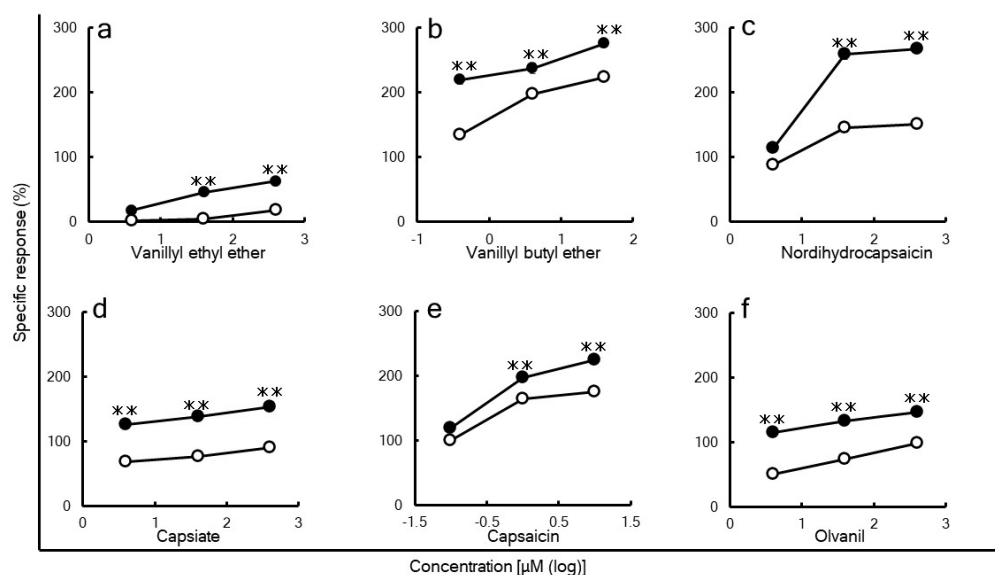 a
300
200
100
0
0 1 2 3
Vanillyl ethyl ether
**
**
b
300
200
100
0
-1 0 1 2
Vanillyl butyl ether
**
**
**
c
300
200
100
0
0 1 2 3
Nordihydrocapsaicin
**
**
d
300
200
100
0
0 1 2 3
Capsiate
**
**
**
e
300
200
100
0
-1.5 -0.5 0.5 1.5
Capsaicin
**
**
f
300
200
100
0
0 1 2 3
Olvanil
**
**
**
Specific response (%)
Concentration [µM (log)]